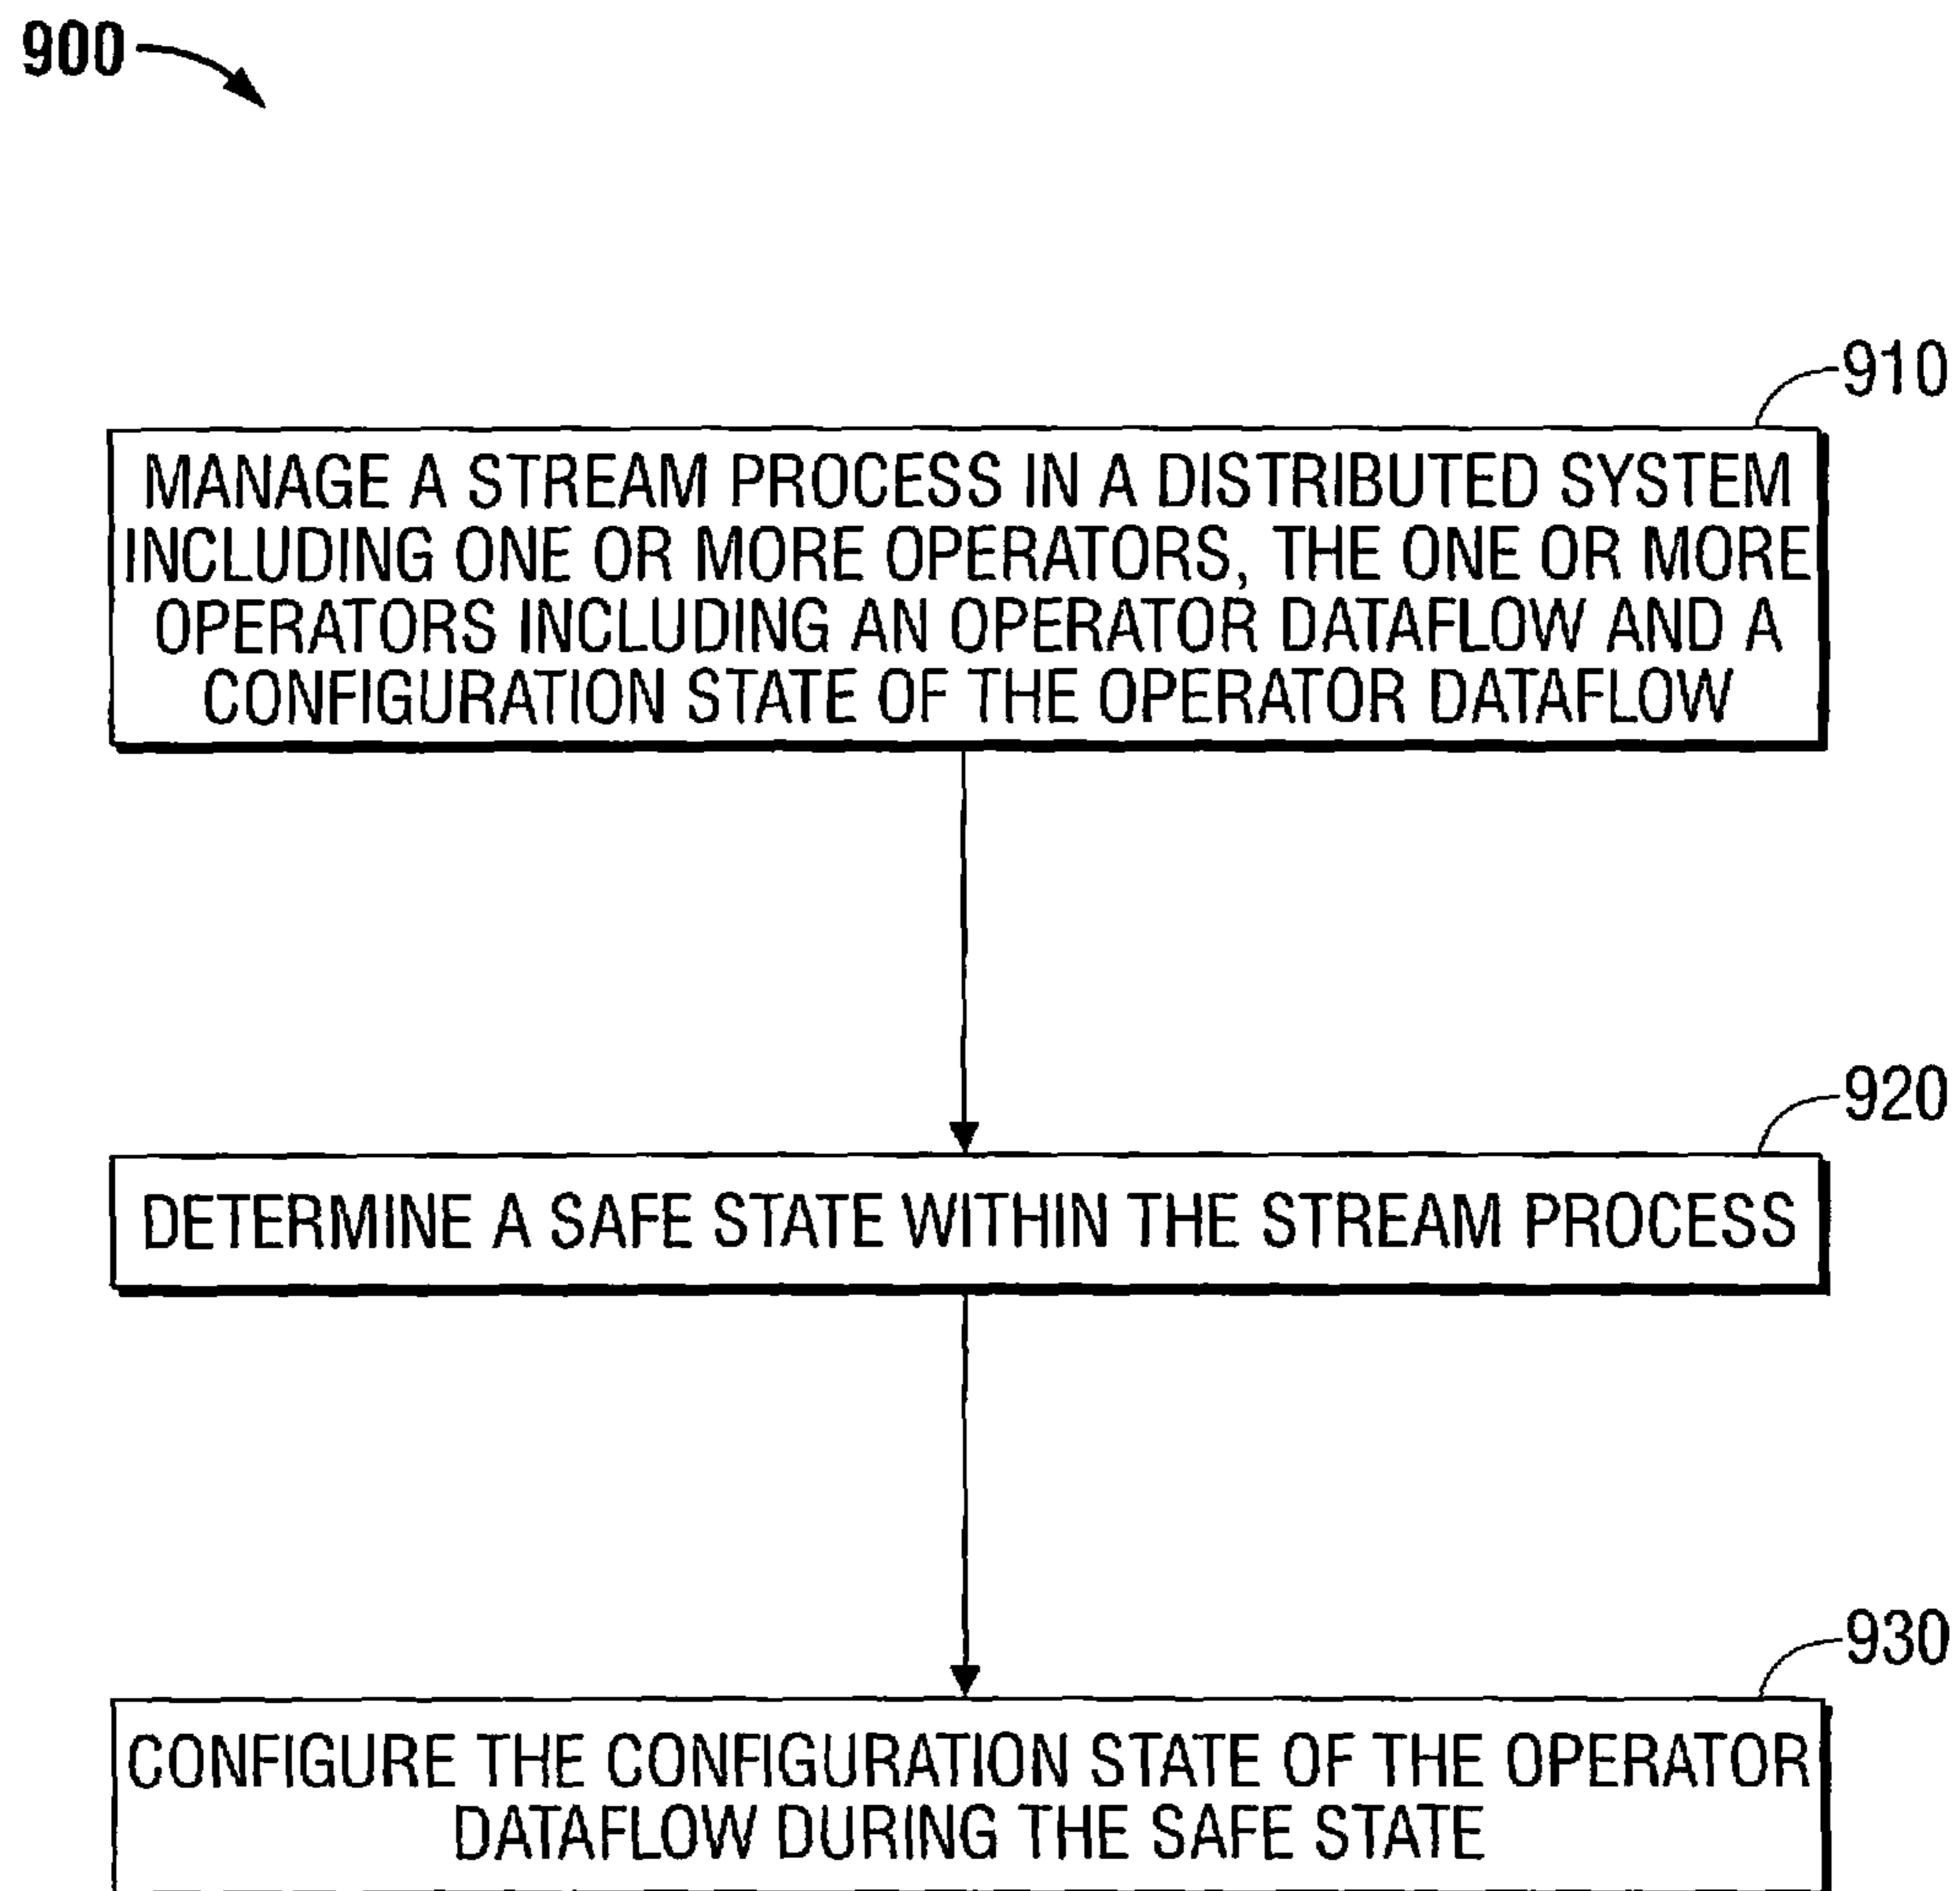 900
910
MANAGE A STREAM PROCESS IN A DISTRIBUTED SYSTEM
INCLUDING ONE OR MORE OPERATORS, THE ONE OR MORE
OPERATORS INCLUDING AN OPERATOR DATAFLOW AND A
CONFIGURATION STATE OF THE OPERATOR DATAFLOW
920
DETERMINE A SAFE STATE WITHIN THE STREAM PROCESS
930
CONFIGURE THE CONFIGURATION STATE OF THE OPERATOR
DATAFLOW DURING THE SAFE STATE